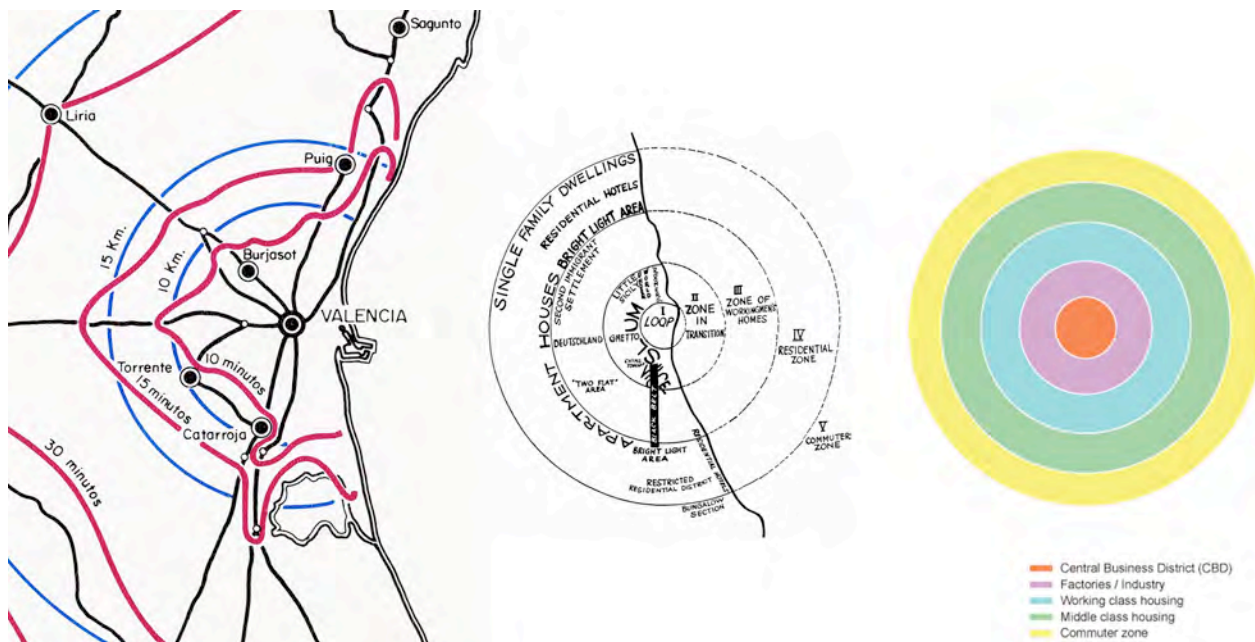 Sagunto
Liria
Puig
15 Km.
10 Km.
Burjasot
VALENCIA
10 minutos
Torrente
15 minutos
Catarroja
30 minutos
SINGLE FAMILY DWELLINGS
RESIDENTIAL HOTELS
BRIGHT LIGHT AREA
SECOND IMMIGRANT
SETTLEMENT
APARTMENT HOUSES
LITTLE
SICILY
SLUM
I
LOOP
II
ZONE
IN
TRANSITION
III
ZONE OF
WORKINGMENS
HOMES
IV
RESIDENTIAL
ZONE
V
COMMUTER
ZONE
DEUTSCHLAND
GHETTO
VICE
"TWO FLAT"
AREA
BLACK BELT
BRIGHT LIGHT
AREA
RESIDENTIAL HOTELS
RESTRICTED
RESIDENTIAL DISTRICT
BUNGALOW
SECTION
Central Business District (CBD)
Factories / Industry
Working class housing
Middle class housing
Commuter zone